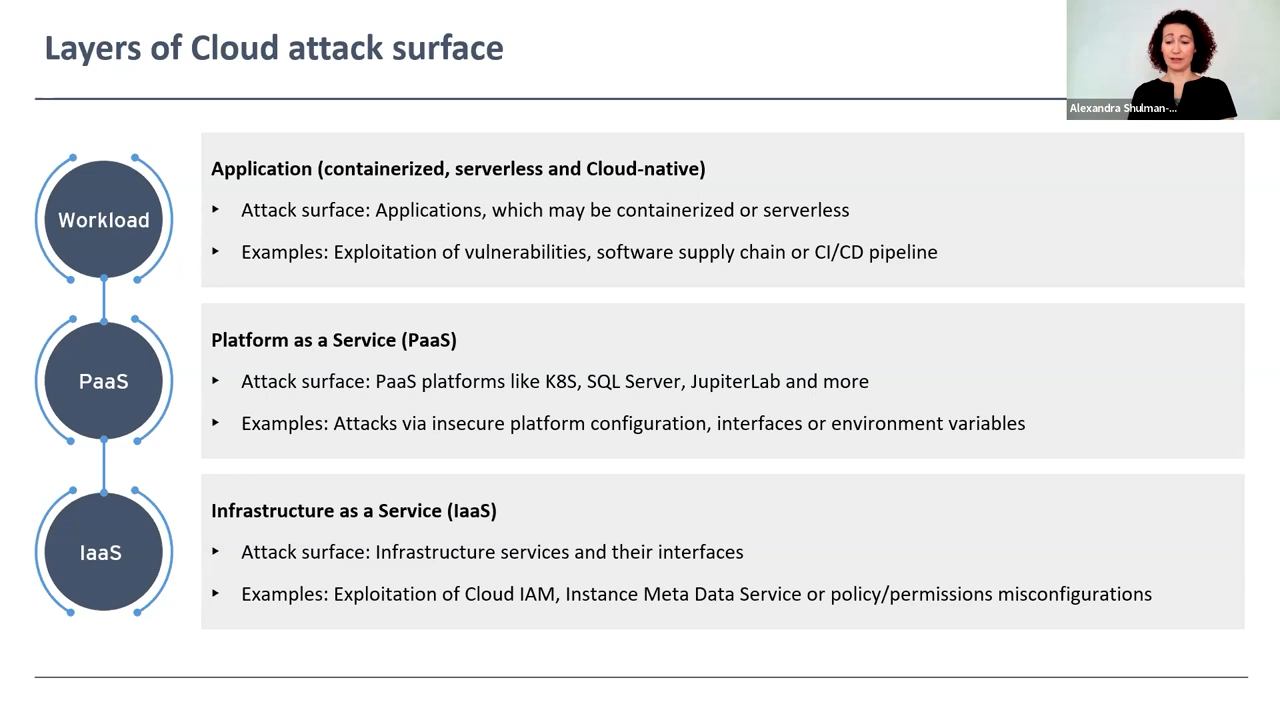 Layers of Cloud attack surface
Alexandra Shulman-...
Workload
Application (containerized, serverless and Cloud-native)
‣ Attack surface: Applications, which may be containerized or serverless
‣ Examples: Exploitation of vulnerabilities, software supply chain or CI/CD pipeline
PaaS
Platform as a Service (PaaS)
‣ Attack surface: PaaS platforms like K8S, SQL Server, JupiterLab and more
‣ Examples: Attacks via insecure platform configuration, interfaces or environment variables
IaaS
Infrastructure as a Service (IaaS)
‣ Attack surface: Infrastructure services and their interfaces
‣ Examples: Exploitation of Cloud IAM, Instance Meta Data Service or policy/permissions misconfigurations